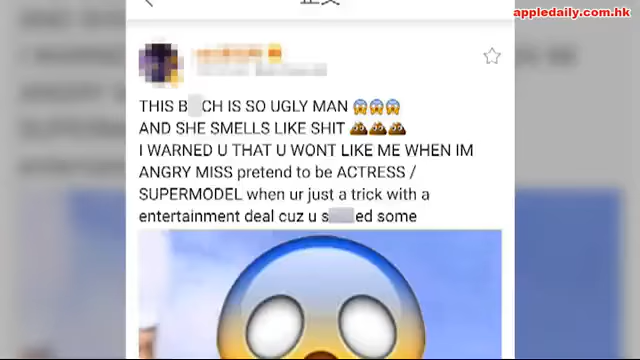 appledaily.com.hk
正文
THIS B CH IS SO UGLY MAN 😱😱😱
AND SHE SMELLS LIKE SHIT 💩💩💩
I WARNED U THAT U WONT LIKE ME WHEN IM
ANGRY MISS pretend to be ACTRESS /
SUPERMODEL when ur just a trick with a
entertainment deal cuz u s ed some